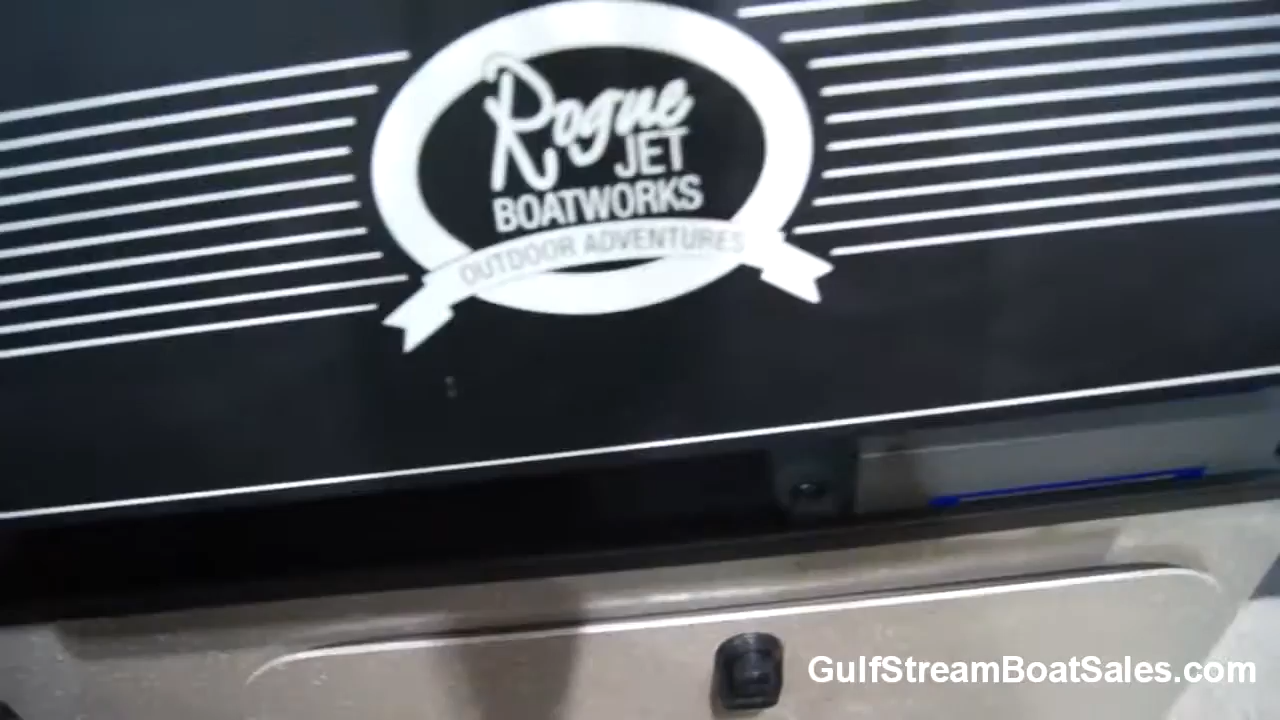 Rogue
JET
BOATWORKS
OUTDOOR ADVENTURES
GulfStreamBoatSales.com